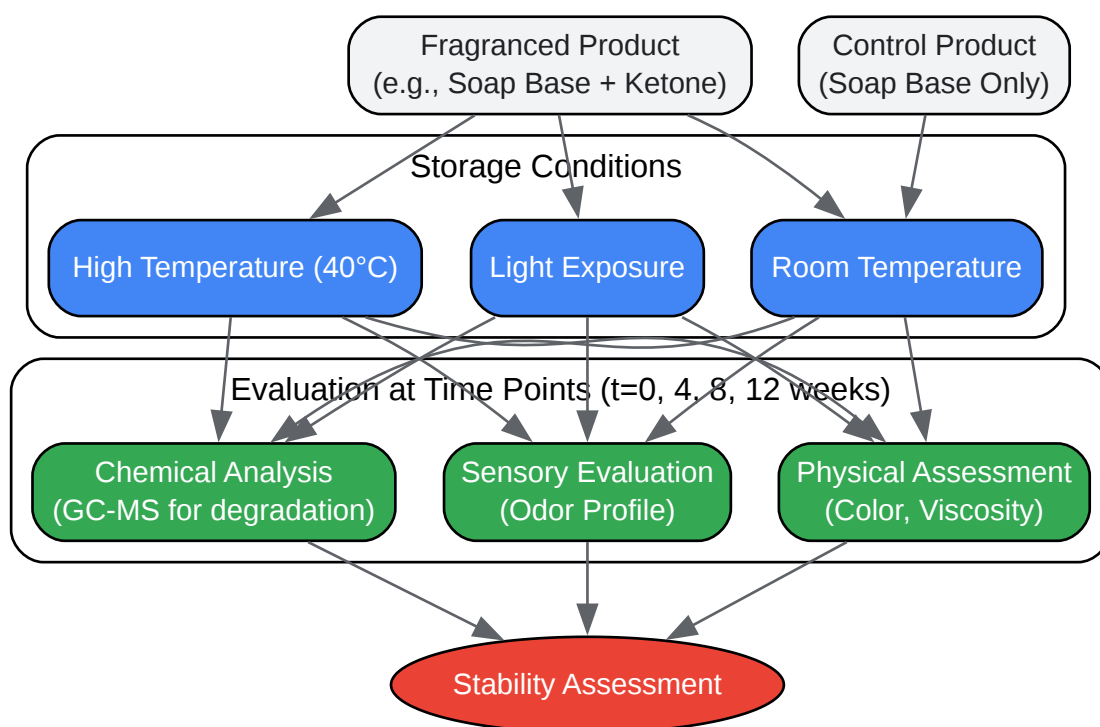 Fragranced Product
(e.g., Soap Base + Ketone)
Control Product
(Soap Base Only)
Storage Conditions
High Temperature (40°C)
Light Exposure
Room Temperature
Evaluation at Time Points (t=0, 4, 8, 12 weeks)
Chemical Analysis
(GC-MS for degradation)
Sensory Evaluation
(Odor Profile)
Physical Assessment
(Color, Viscosity)
Stability Assessment